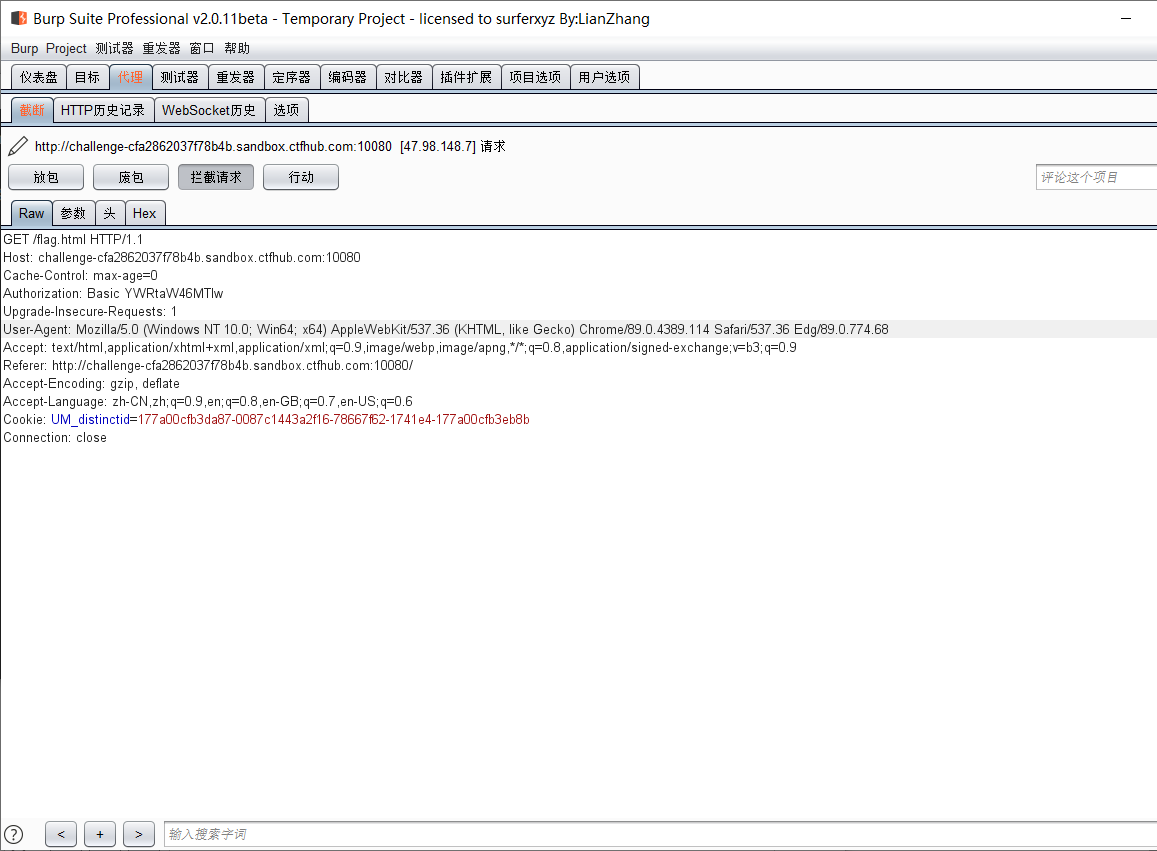 Burp Suite Professional v2.0.11beta - Temporary Project - licensed to surferxyz By:LianZhang
Burp Project 测试器 重发器 窗口 帮助
仪表盘 目标 代理 测试器 重发器 定序器 编码器 对比器 插件扩展 项目选项 用户选项
截断 HTTP历史记录 WebSocket历史 选项
http://challenge-cfa2862037f78b4b.sandbox.ctfhub.com:10080 [47.98.148.7] 请求
放包 废包 拦截请求 行动 评论这个项目
Raw 参数 头 Hex
GET /flag.html HTTP/1.1
Host: challenge-cfa2862037f78b4b.sandbox.ctfhub.com:10080
Cache-Control: max-age=0
Authorization: Basic YWRtaW46MTIw
Upgrade-Insecure-Requests: 1
User-Agent: Mozilla/5.0 (Windows NT 10.0; Win64; x64) AppleWebKit/537.36 (KHTML, like Gecko) Chrome/89.0.4389.114 Safari/537.36 Edg/89.0.774.68
Accept: text/html,application/xhtml+xml,application/xml;q=0.9,image/webp,image/apng,*/*;q=0.8,application/signed-exchange;v=b3;q=0.9
Referer: http://challenge-cfa2862037f78b4b.sandbox.ctfhub.com:10080/
Accept-Encoding: gzip, deflate
Accept-Language: zh-CN,zh;q=0.9,en;q=0.8,en-GB;q=0.7,en-US;q=0.6
Cookie: UM_distinctid=177a00cfb3da87-0087c1443a2f16-78667f62-1741e4-177a00cfb3eb8b
Connection: close
? < + > 输入搜索字词